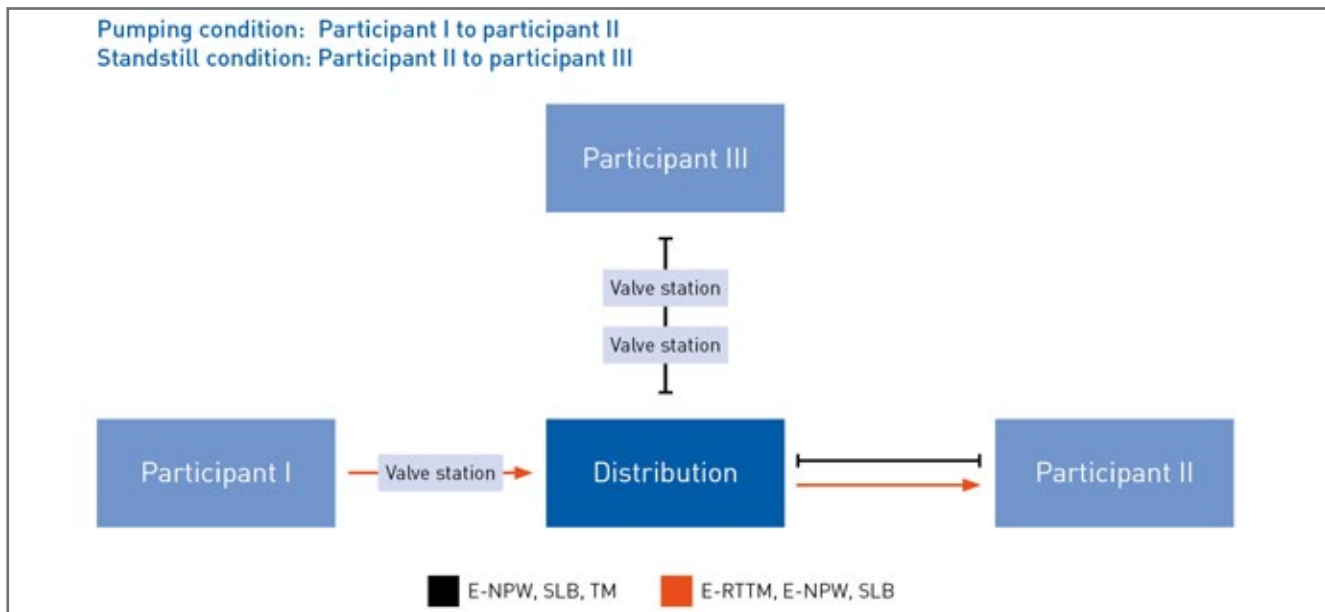 Pumping condition: Participant I to participant II
Standstill condition: Participant II to participant III
Participant III
Valve station
Valve station
Participant I
Valve station
Distribution
Participant II
E-NPW, SLB, TM
E-RTTM, E-NPW, SLB